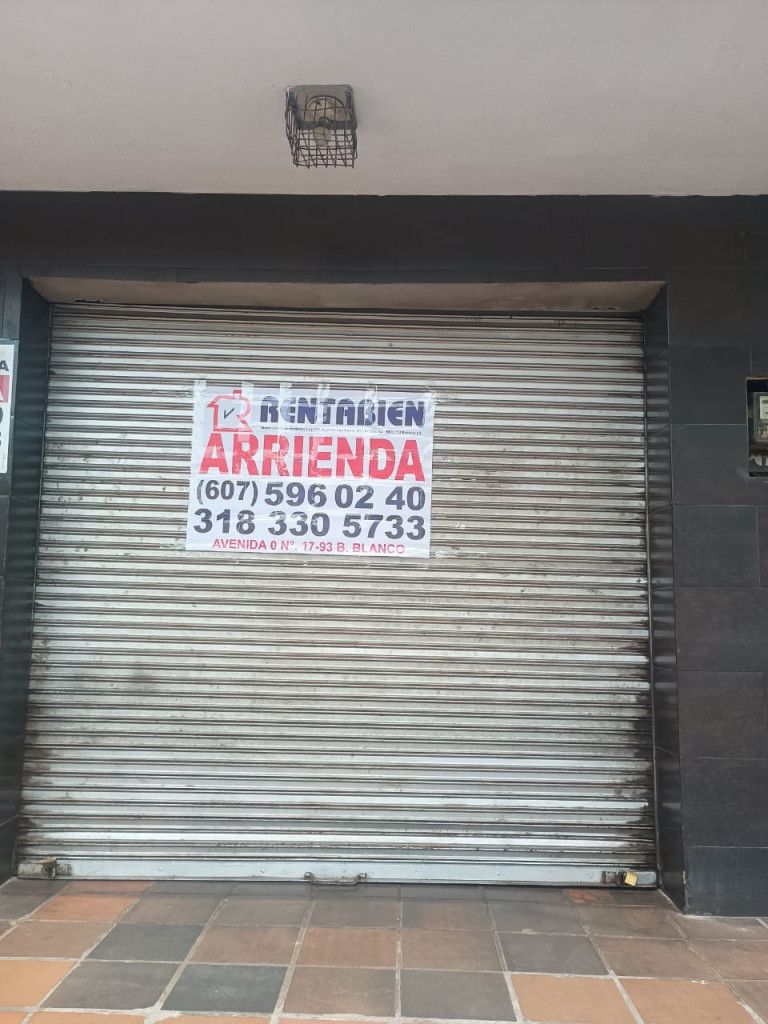 RENTABIEN
ARRIENDA
(607) 596 02 40
318 330 5733
AVENIDA 0 N°. 17-93 B. BLANCO